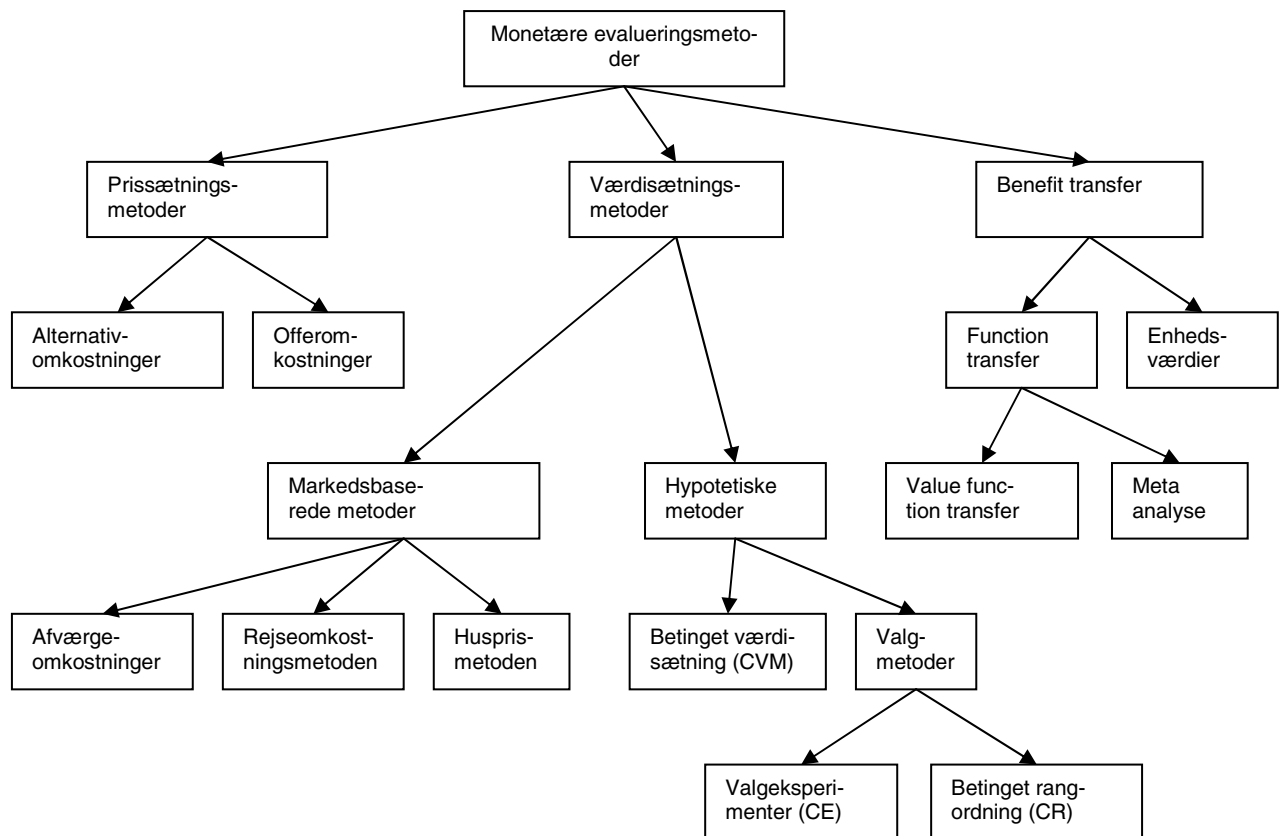 Monetære evalueringsmeto-
der
Prissætnings-
metoder
Værdisætnings-
metoder
Benefit transfer
Alternativ-
omkostninger
Offerom-
kostninger
Function
transfer
Enheds-
værdier
Markedsbase-
rede metoder
Hypotetiske
metoder
Value func-
tion transfer
Meta
analyse
Afværge-
omkostninger
Rejseomkost-
ningsmetoden
Huspris-
metoden
Betinget værdi-
sætning (CVM)
Valg-
metoder
Valgeksperi-
menter (CE)
Betinget rang-
ordning (CR)